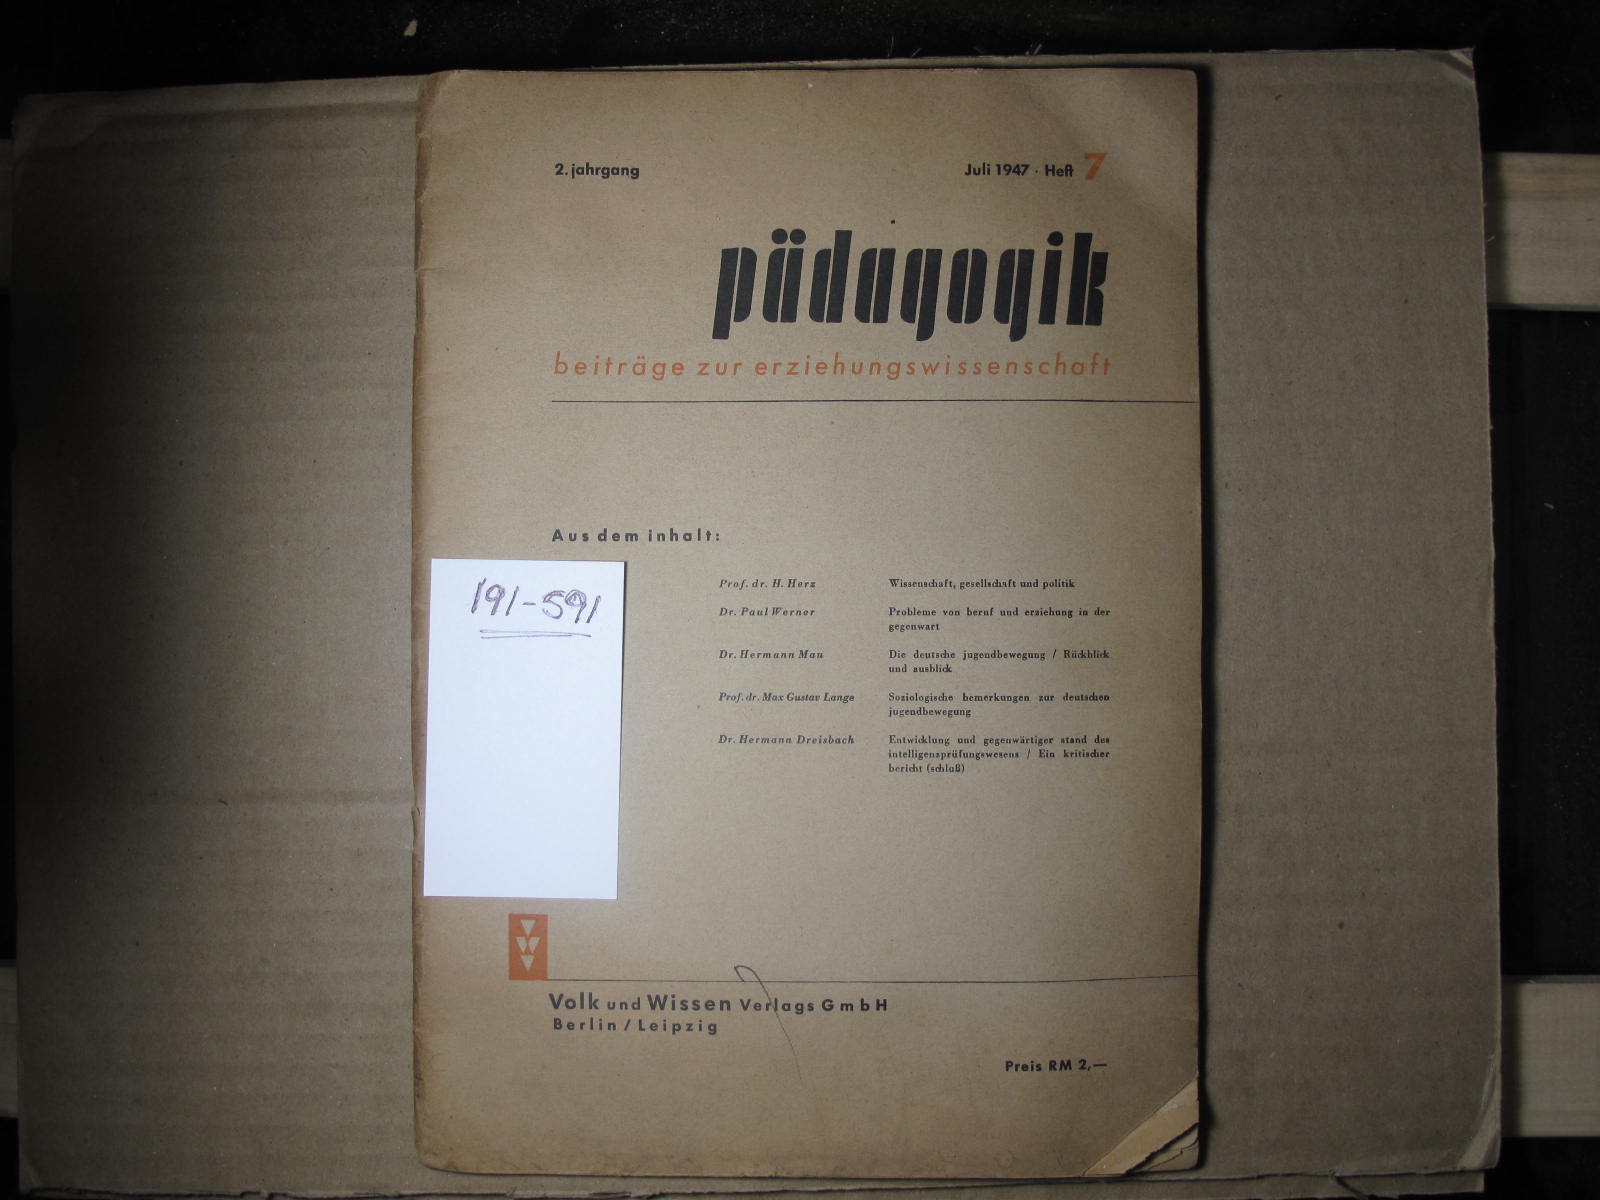 2. jahrgang
Juli 1947 · Heft 7
pädagogik
beiträge zur erziehungswissenschaft
Aus dem inhalt:
191-591
Prof. dr. H. Herz
Wissenschaft, gesellschaft und politik
Dr. Paul Werner
Probleme von beruf und erziehung in der
gegenwart
Dr. Hermann Mau
Die deutsche jugendbewegung / Rückblick
und ausblick
Prof. dr. Max Gustav Lange
Soziologische bemerkungen zur deutschen
jugendbewegung
Dr. Hermann Dreisbach
Entwicklung und gegenwärtiger stand des
intelligenzprüfungswesens / Ein kritischer
bericht (schluß)
Volk und Wissen Verlags GmbH
Berlin / Leipzig
Preis RM 2,—